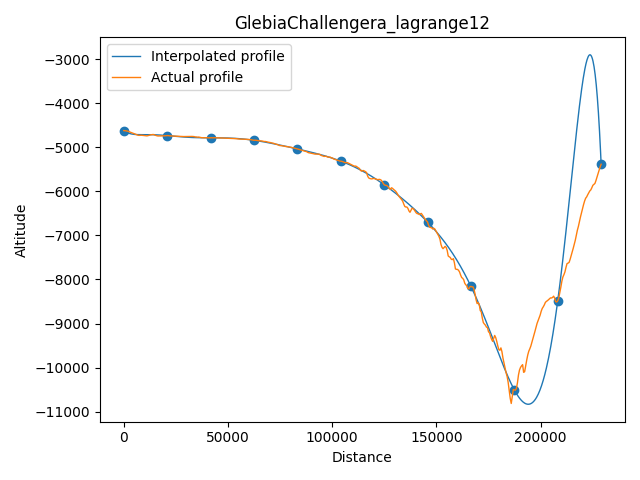 GlebiaChallengera_lagrange12
Interpolated profile
Actual profile
Altitude
−3000
−4000
−5000
−6000
−7000
−8000
−9000
−10000
−11000
0 50000 100000 150000 200000
Distance